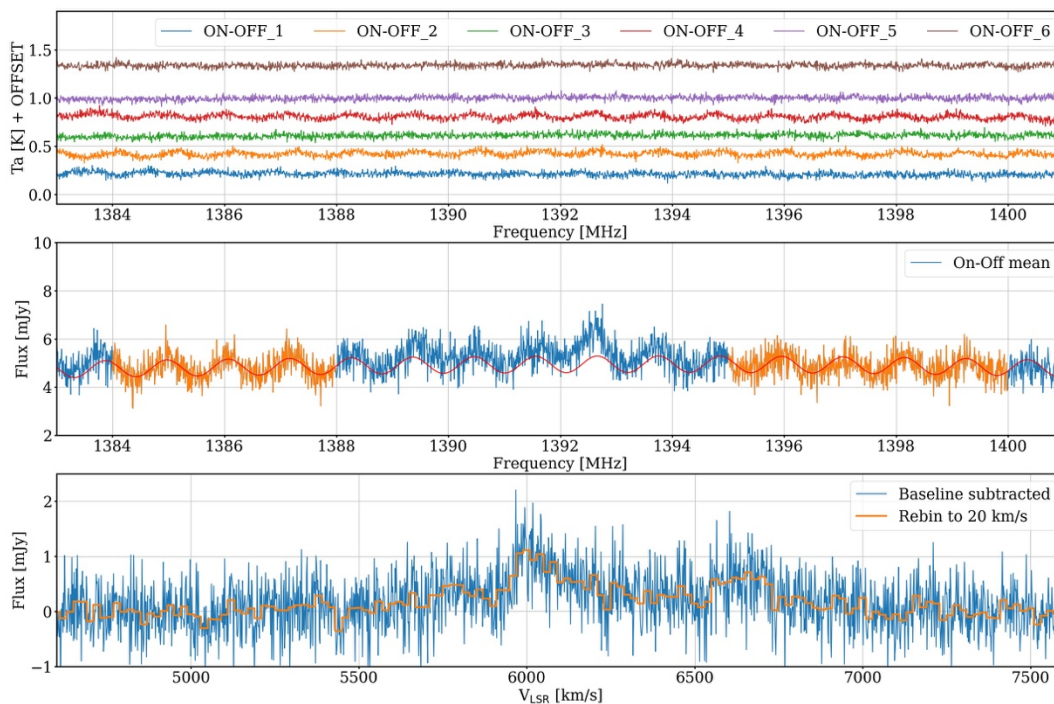 ON-OFF_1 ON-OFF_2 ON-OFF_3 ON-OFF_4 ON-OFF_5 ON-OFF_6
1.5
1.0
0.5
0.0
Ta [K] + OFFSET
1384 1386 1388 1390 1392 1394 1396 1398 1400
Frequency [MHz]
10
8
6
4
2
Flux [mJy]
On-Off mean
1384 1386 1388 1390 1392 1394 1396 1398 1400
Frequency [MHz]
2
1
0
−1
Flux [mJy]
Baseline subtracted
Rebin to 20 km/s
5000 5500 6000 6500 7000 7500
V_LSR [km/s]